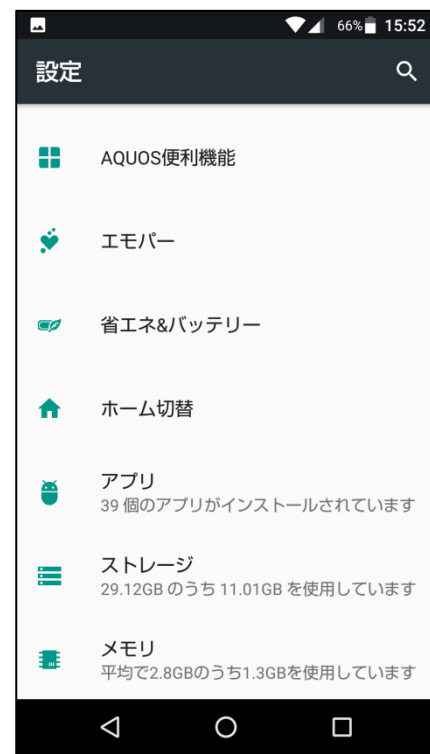 66% 15:52
設定
AQUOS便利機能
エモパー
省エネ&バッテリー
ホーム切替
アプリ
39 個のアプリがインストールされています
ストレージ
29.12GB のうち 11.01GB を使用しています
メモリ
平均で2.8GBのうち1.3GBを使用しています